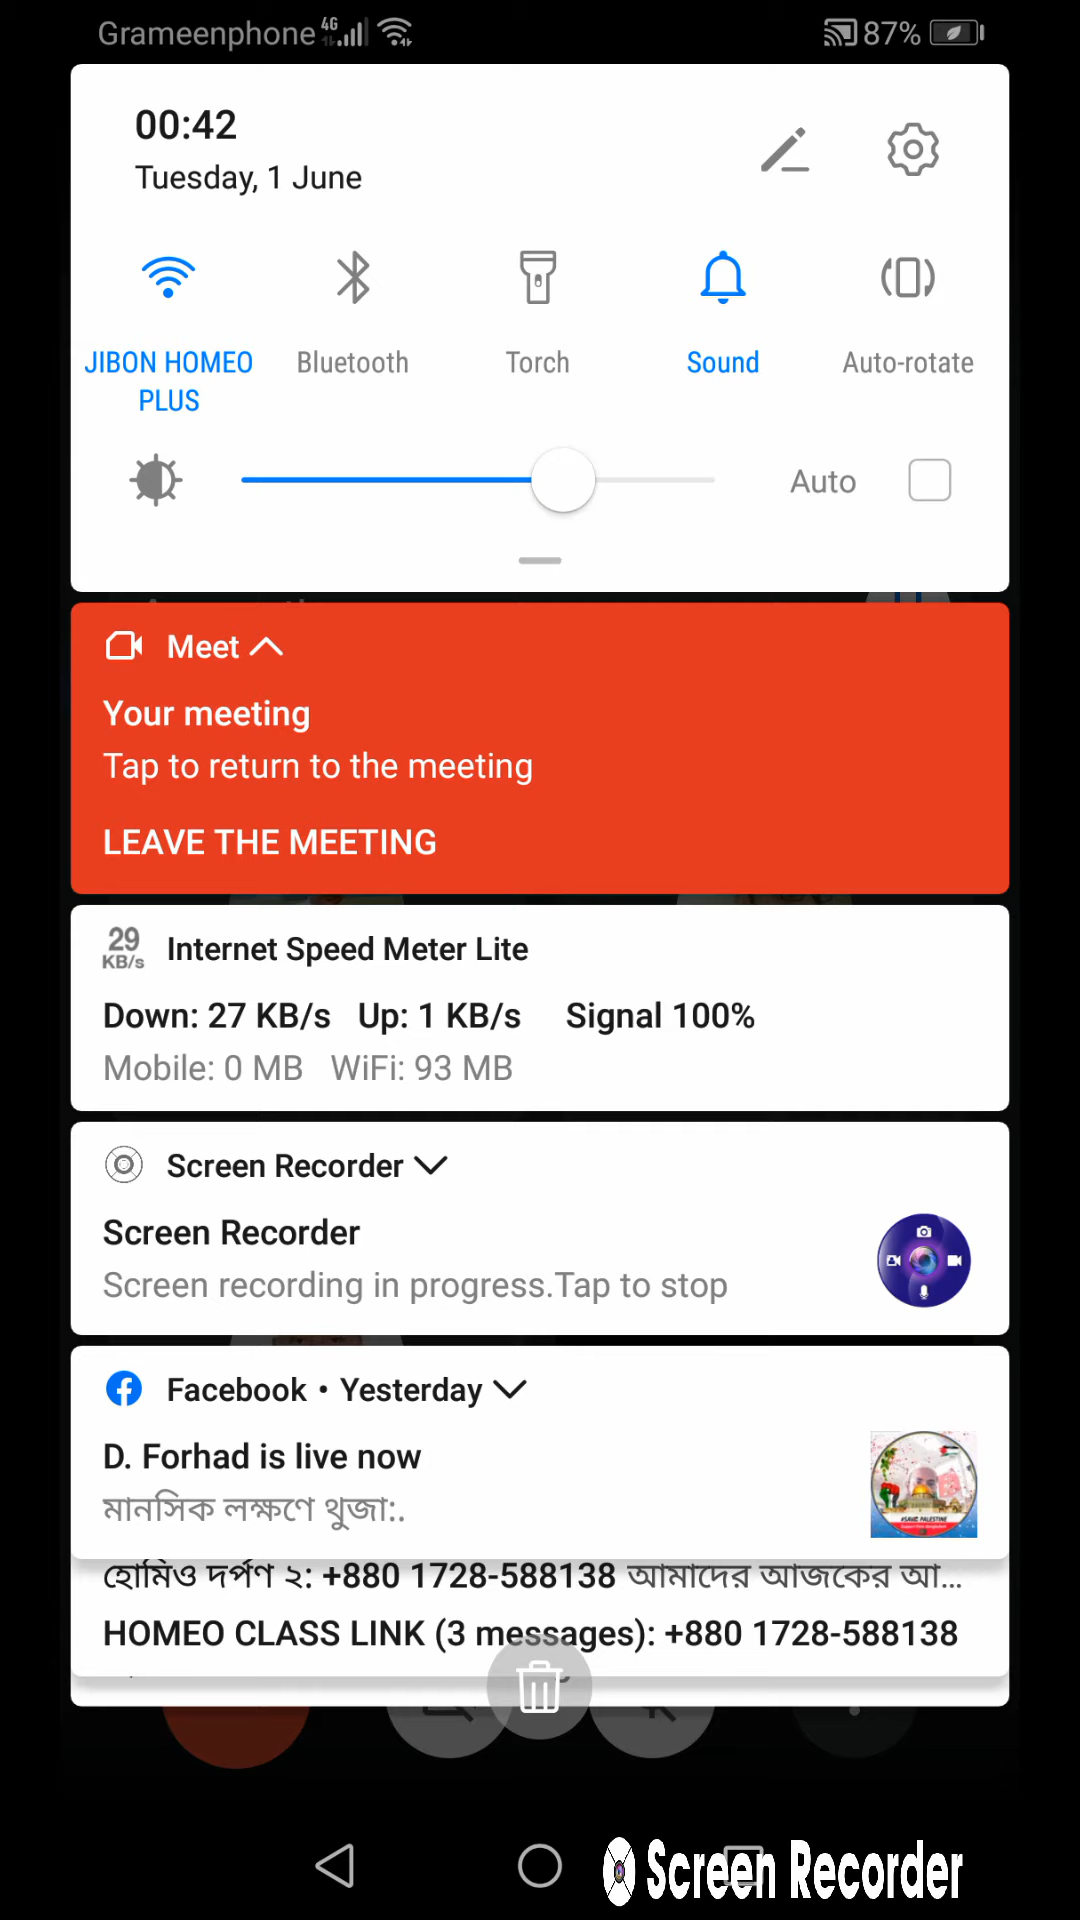 Grameenphone 4G 87%
00:42
Tuesday, 1 June
JIBON HOMEO PLUS
Bluetooth
Torch
Sound
Auto-rotate
Auto
Meet
Your meeting
Tap to return to the meeting
LEAVE THE MEETING
29 KB/s
Internet Speed Meter Lite
Down: 27 KB/s Up: 1 KB/s Signal 100%
Mobile: 0 MB WiFi: 93 MB
Screen Recorder
Screen Recorder
Screen recording in progress.Tap to stop
Facebook • Yesterday
D. Forhad is live now
মানসিক লক্ষণে থুজা:.
#SAVE PALESTINE
হোমিও দর্পণ ২: +880 1728-588138 আমাদের আজকের আ...
HOMEO CLASS LINK (3 messages): +880 1728-588138
Screen Recorder